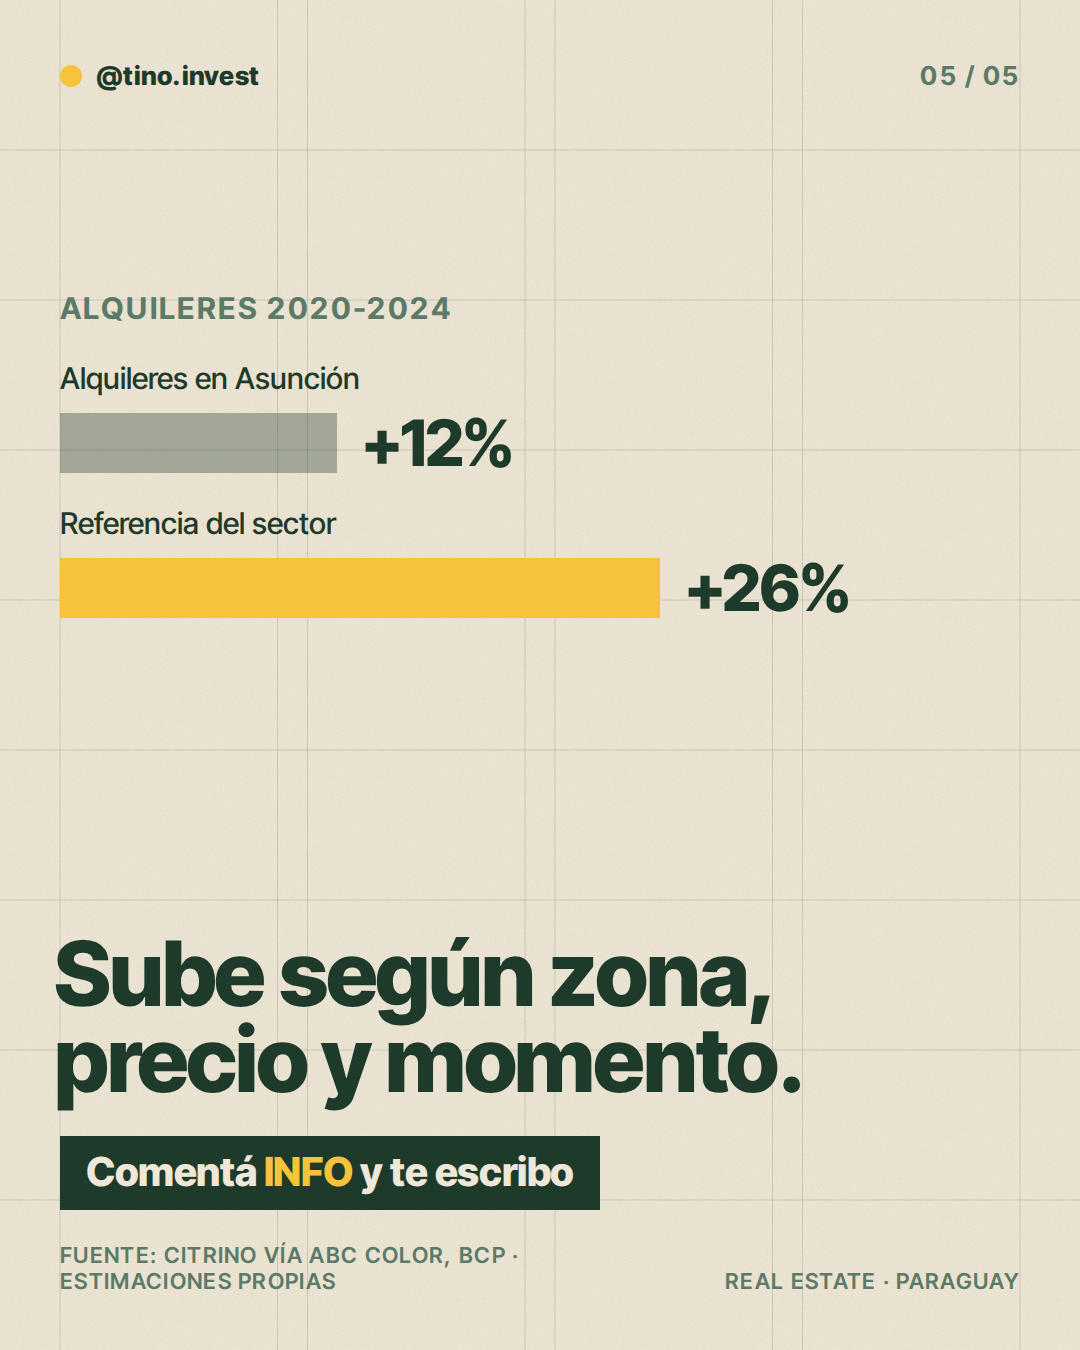 @tino.invest
05 / 05
ALQUILERES 2020-2024
Alquileres en Asunción
+12%
Referencia del sector
+26%
Sube según zona,
precio y momento.
Comentá INFO y te escribo
FUENTE: CITRINO VÍA ABC COLOR, BCP ·
ESTIMACIONES PROPIAS
REAL ESTATE · PARAGUAY